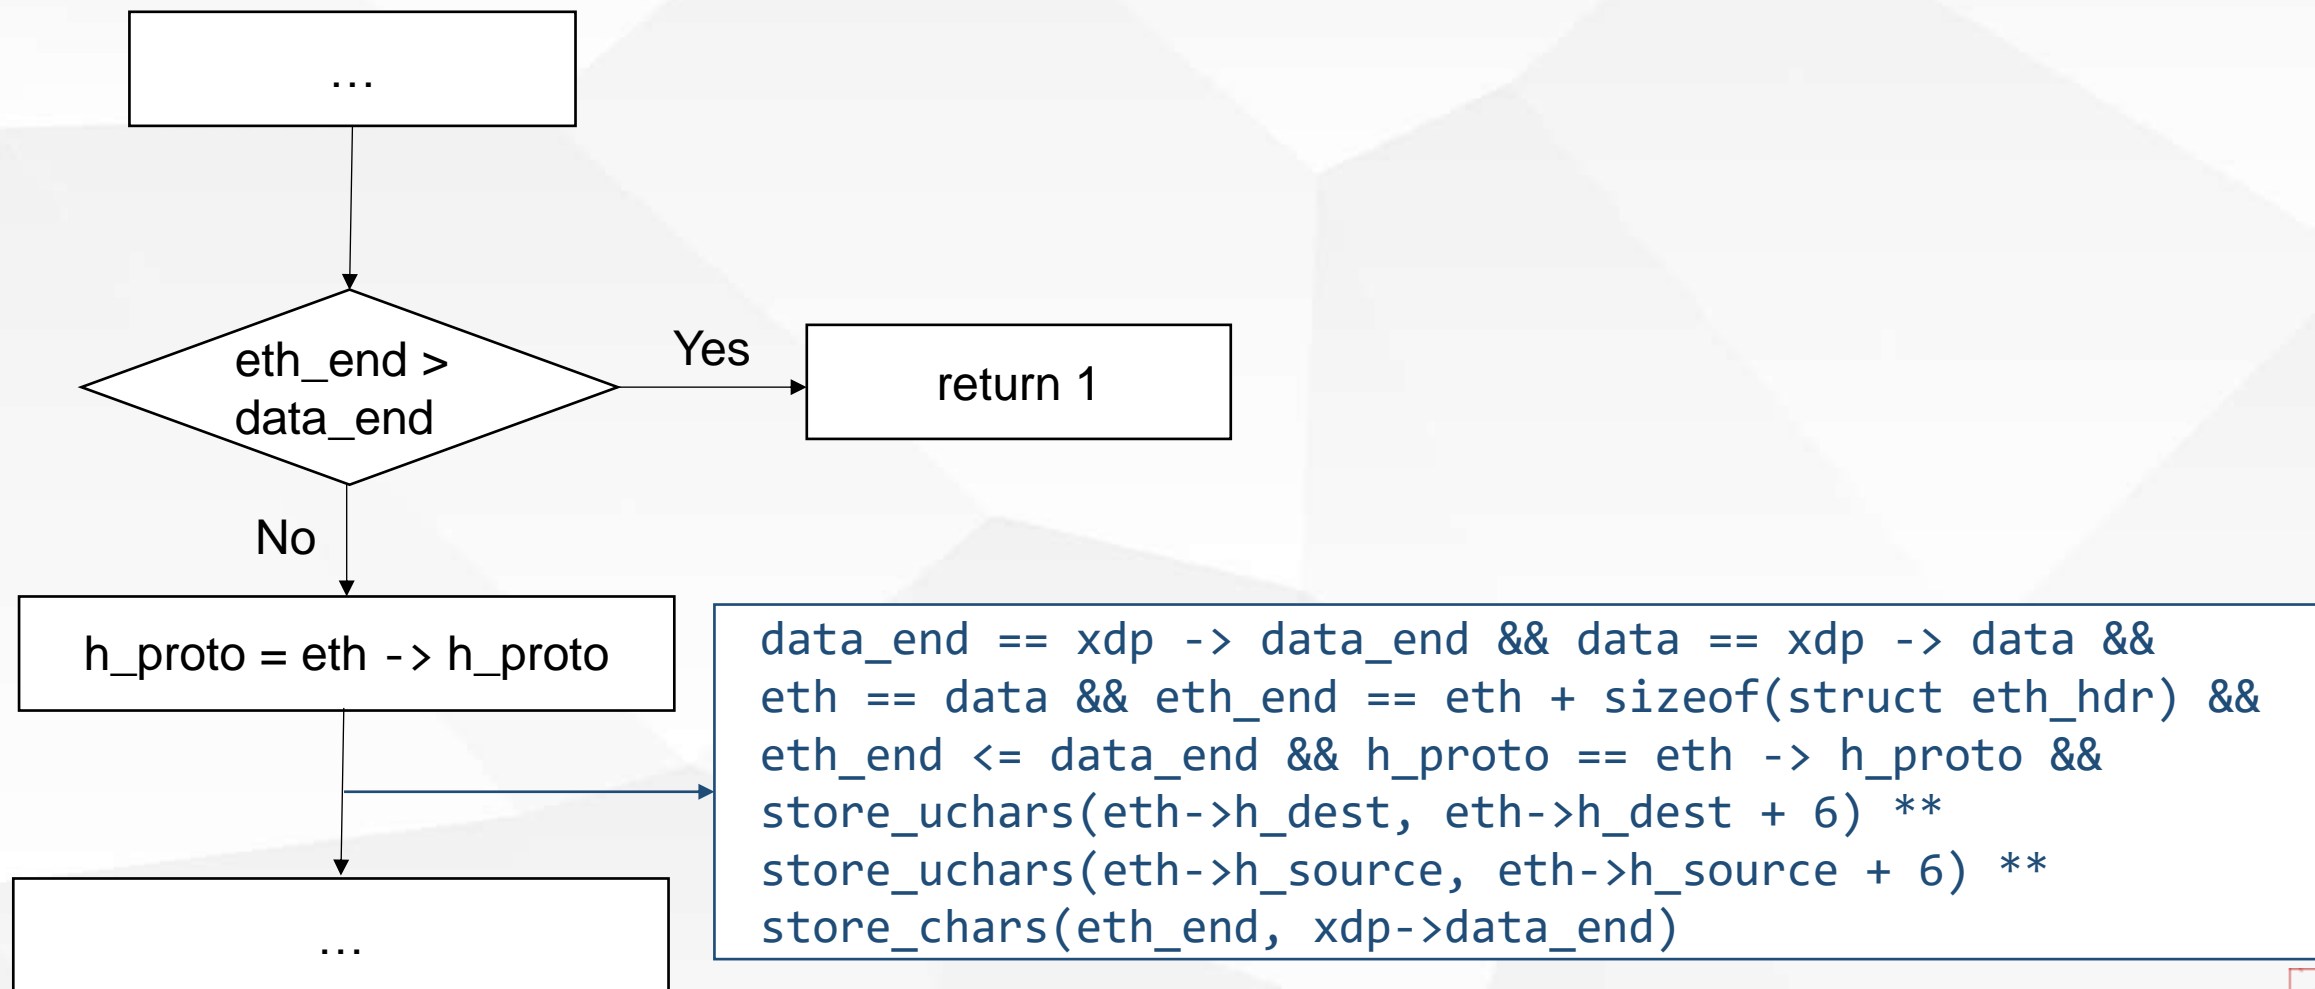 …
eth_end >
data_end
Yes
return 1
No
h_proto = eth -> h_proto
data_end == xdp -> data_end && data == xdp -> data &&
eth == data && eth_end == eth + sizeof(struct eth_hdr) &&
eth_end <= data_end && h_proto == eth -> h_proto &&
store_uchars(eth->h_dest, eth->h_dest + 6) **
store_uchars(eth->h_source, eth->h_source + 6) **
store_chars(eth_end, xdp->data_end)
…